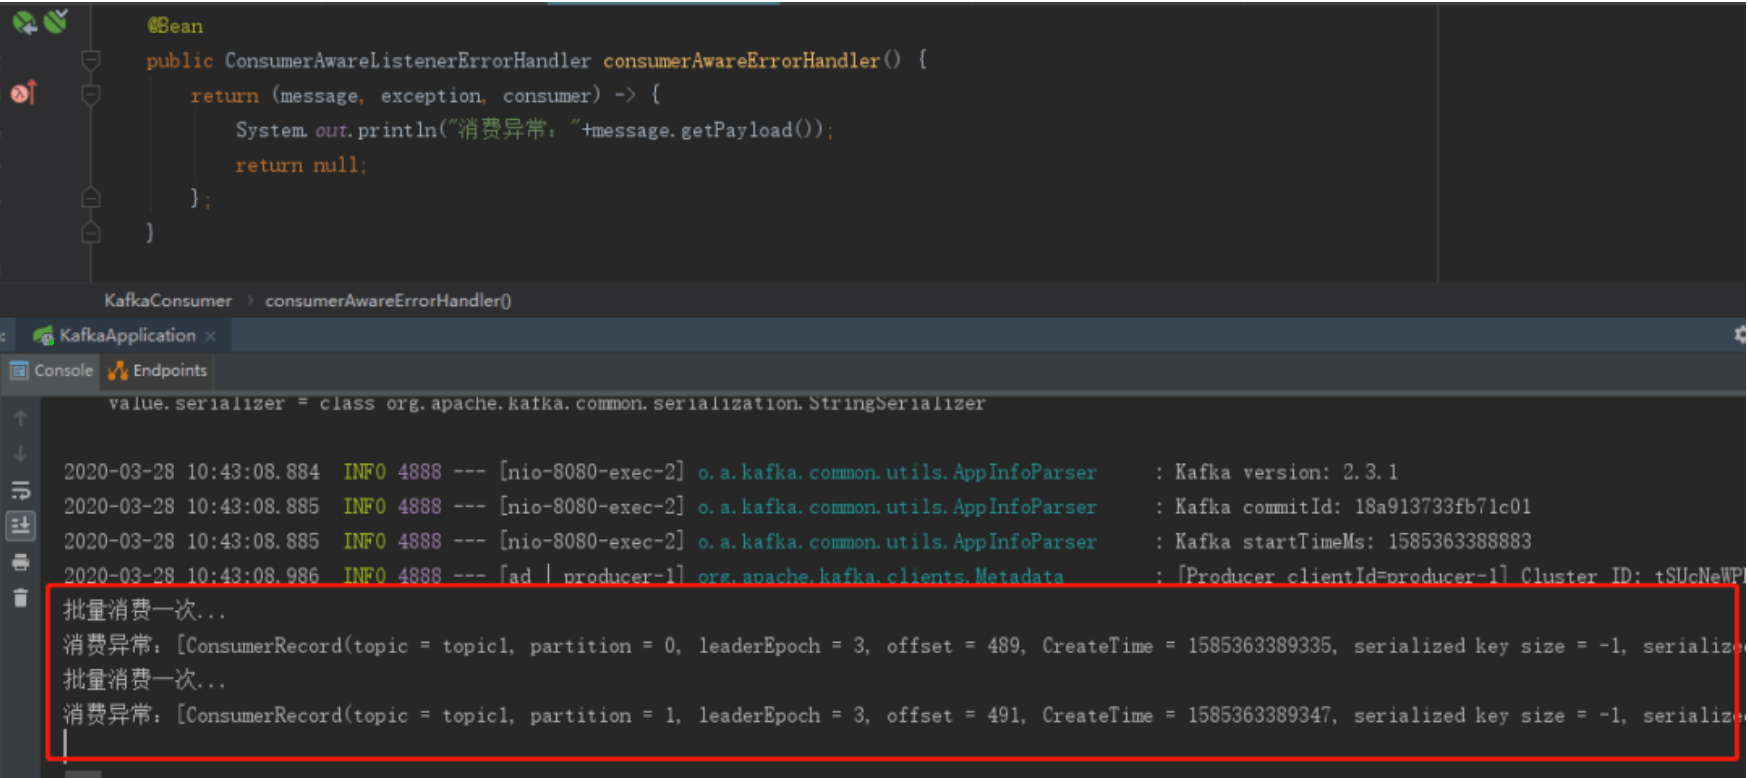 @Bean
public ConsumerAwareListenerErrorHandler consumerAwareErrorHandler() {
return (message, exception, consumer) -> {
System.out.println("消费异常："+message.getPayload());
return null;
};
}
KafkaConsumer › consumerAwareErrorHandler()
KafkaApplication ×
Console Endpoints
value.serializer = class org.apache.kafka.common.serialization.StringSerializer
2020-03-28 10:43:08.884 INFO 4888 --- [nio-8080-exec-2] o.a.kafka.common.utils.AppInfoParser : Kafka version: 2.3.1
2020-03-28 10:43:08.885 INFO 4888 --- [nio-8080-exec-2] o.a.kafka.common.utils.AppInfoParser : Kafka commitId: 18a913733fb71c01
2020-03-28 10:43:08.885 INFO 4888 --- [nio-8080-exec-2] o.a.kafka.common.utils.AppInfoParser : Kafka startTimeMs: 1585363388883
2020-03-28 10:43:08.986 INFO 4888 --- [ad | producer-1] org.apache.kafka.clients.Metadata : [Producer clientId=producer-1] Cluster ID:
批量消费一次...
消费异常：[ConsumerRecord(topic = topic1, partition = 0, leaderEpoch = 3, offset = 489, CreateTime = 1585363389335, serialized key size = -1,
批量消费一次...
消费异常：[ConsumerRecord(topic = topic1, partition = 1, leaderEpoch = 3, offset = 491, CreateTime = 1585363389347, serialized key size = -1,